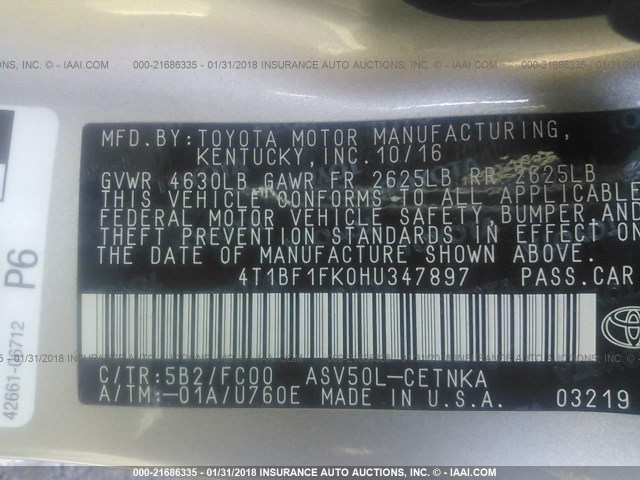 000-21686335 - 01/31/2018 INSURANCE AUTO AUCTIONS, INC. © - IAAI.COM
MFD.BY:TOYOTA MOTOR MANUFACTURING,
KENTUCKY, INC. 10/16
GVWR 4630LB GAWR FR 2625LB RR 2625LB
THIS VEHICLE CONFORMS TO ALL APPLICABLE
FEDERAL MOTOR VEHICLE SAFETY, BUMPER, AND
THEFT PREVENTION STANDARDS IN EFFECT ON
THE DATE OF MANUFACTURE SHOWN ABOVE.
4T1BF1FK0HU347897 PASS.CAR
C/TR:5B2/FC00 ASV50L-CETNKA
A/TM:-01A/U760E MADE IN U.S.A. 03219
P6
000-21686335 - 01/31/2018 INSURANCE AUTO AUCTIONS, INC. © - IAAI.COM